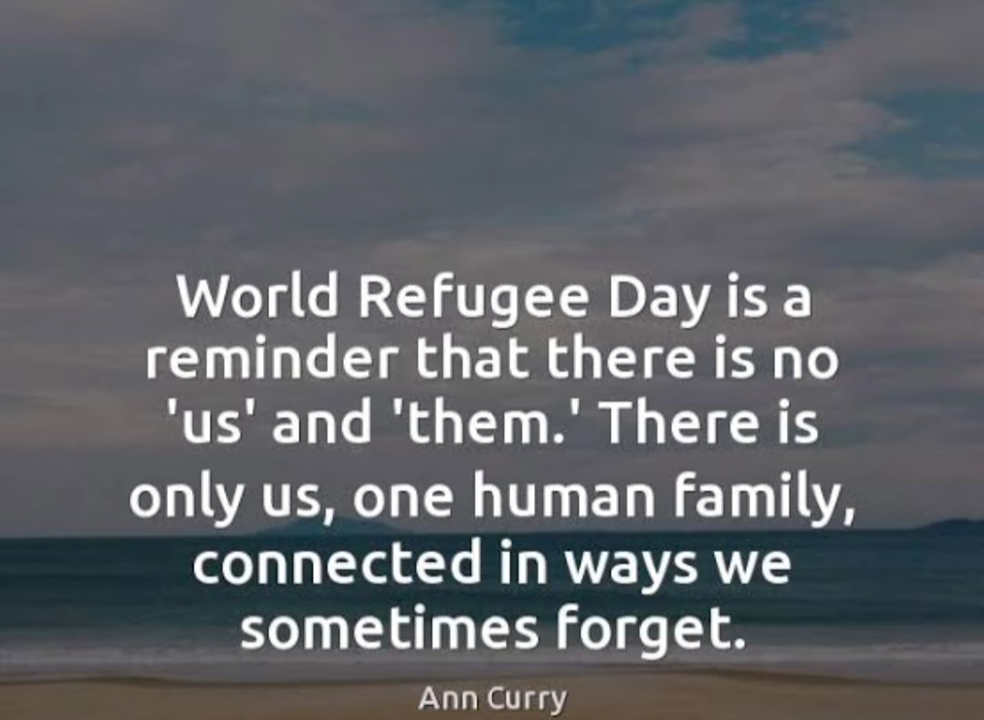 World Refugee Day is a
reminder that there is no
'us' and 'them.' There is
only us, one human family,
connected in ways we
sometimes forget.
Ann Curry